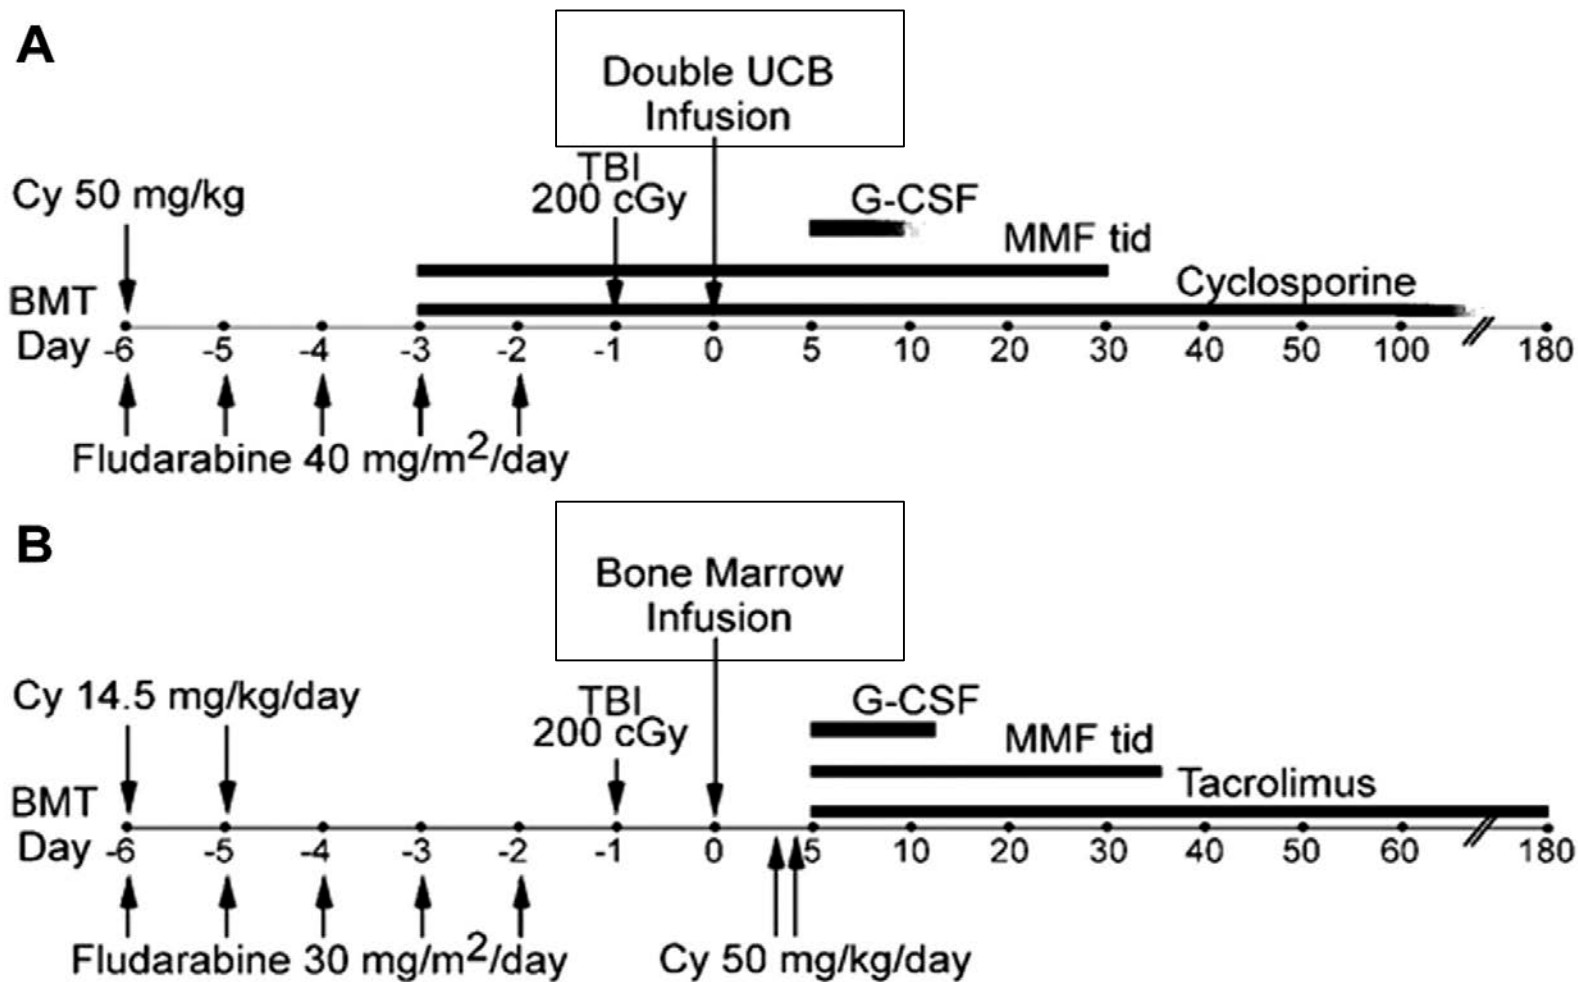 A
Double UCB
Infusion
TBI
200 cGy
Cy 50 mg/kg
G-CSF
MMF tid
Cyclosporine
BMT
Day -6 -5 -4 -3 -2 -1 0 5 10 20 30 40 50 100 180
Fludarabine 40 mg/m2/day
B
Bone Marrow
Infusion
Cy 14.5 mg/kg/day
TBI
200 cGy
G-CSF
MMF tid
Tacrolimus
BMT
Day -6 -5 -4 -3 -2 -1 0 5 10 20 30 40 50 60 180
Fludarabine 30 mg/m2/day
Cy 50 mg/kg/day